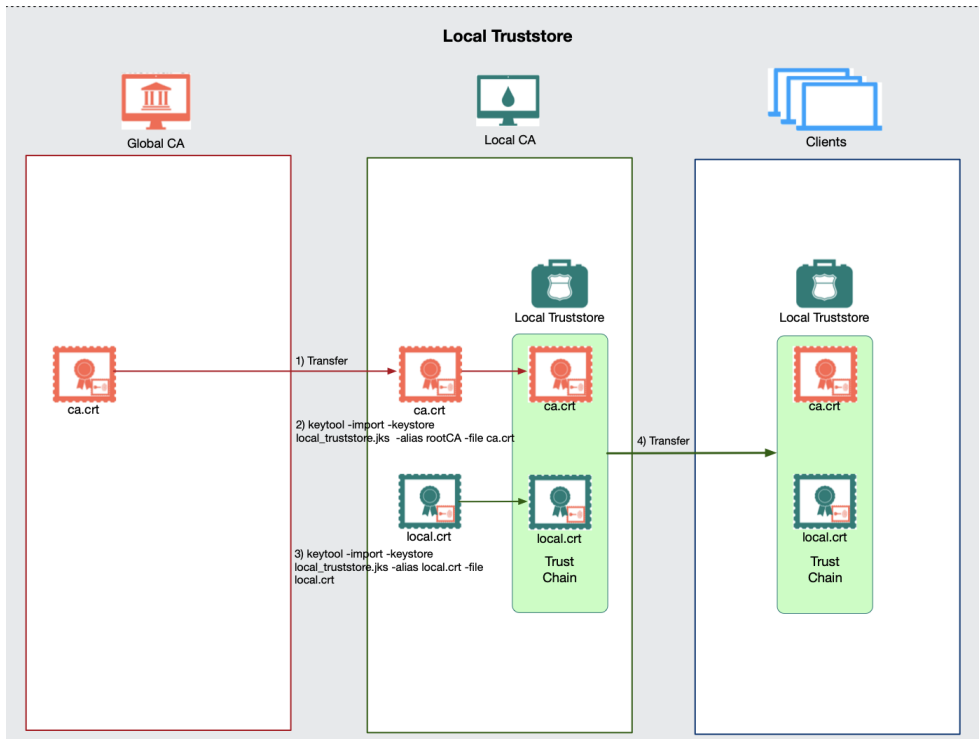 Local Truststore
Global CA
Local CA
Clients
Local Truststore
Local Truststore
1) Transfer
ca.crt
ca.crt
ca.crt
ca.crt
2) keytool -import -keystore
local_truststore.jks -alias rootCA -file ca.crt
4) Transfer
local.crt
local.crt
local.crt
3) keytool -import -keystore
local_truststore.jks -alias local.crt -file
local.crt
Trust
Chain
Trust
Chain